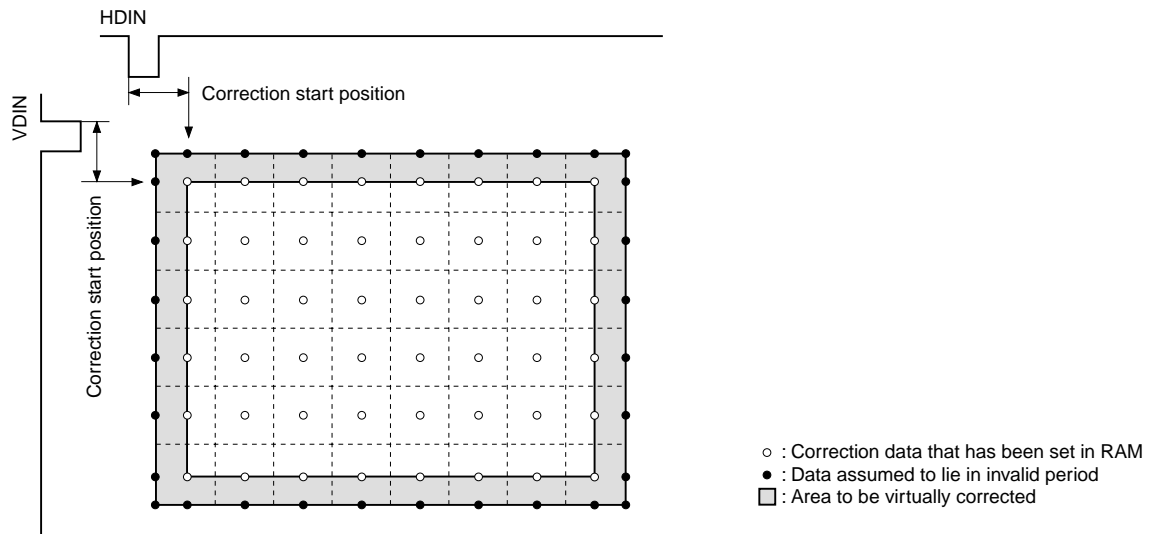 HDIN
Correction start position
VDIN
Correction start position
○ : Correction data that has been set in RAM
● : Data assumed to lie in invalid period
: Area to be virtually corrected